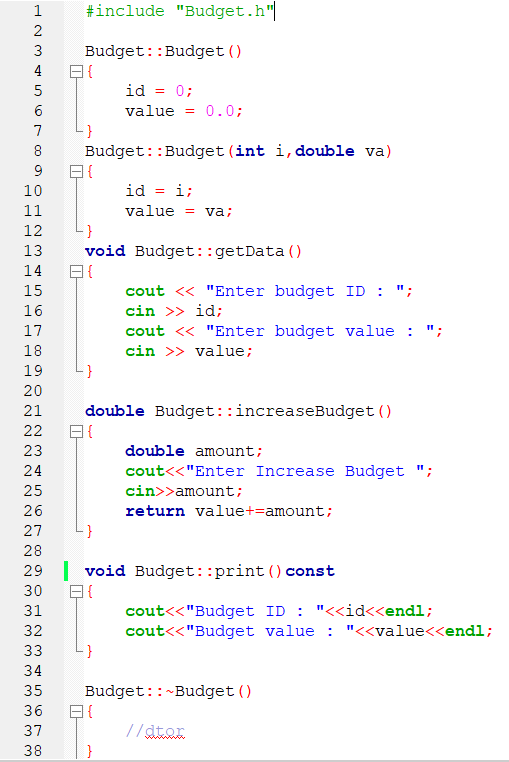 1 #include "Budget.h"
2
3 Budget::Budget()
4 {
5 id = 0;
6 value = 0.0;
7 }
8 Budget::Budget(int i,double va)
9 {
10 id = i;
11 value = va;
12 }
13 void Budget::getData()
14 {
15 cout << "Enter budget ID : ";
16 cin >> id;
17 cout << "Enter budget value : ";
18 cin >> value;
19 }
20
21 double Budget::increaseBudget()
22 {
23 double amount;
24 cout<<"Enter Increase Budget ";
25 cin>>amount;
26 return value+=amount;
27 }
28
29 void Budget::print()const
30 {
31 cout<<"Budget ID : "<<id<<endl;
32 cout<<"Budget value : "<<value<<endl;
33 }
34
35 Budget::~Budget()
36 {
37 //dtor
38 }